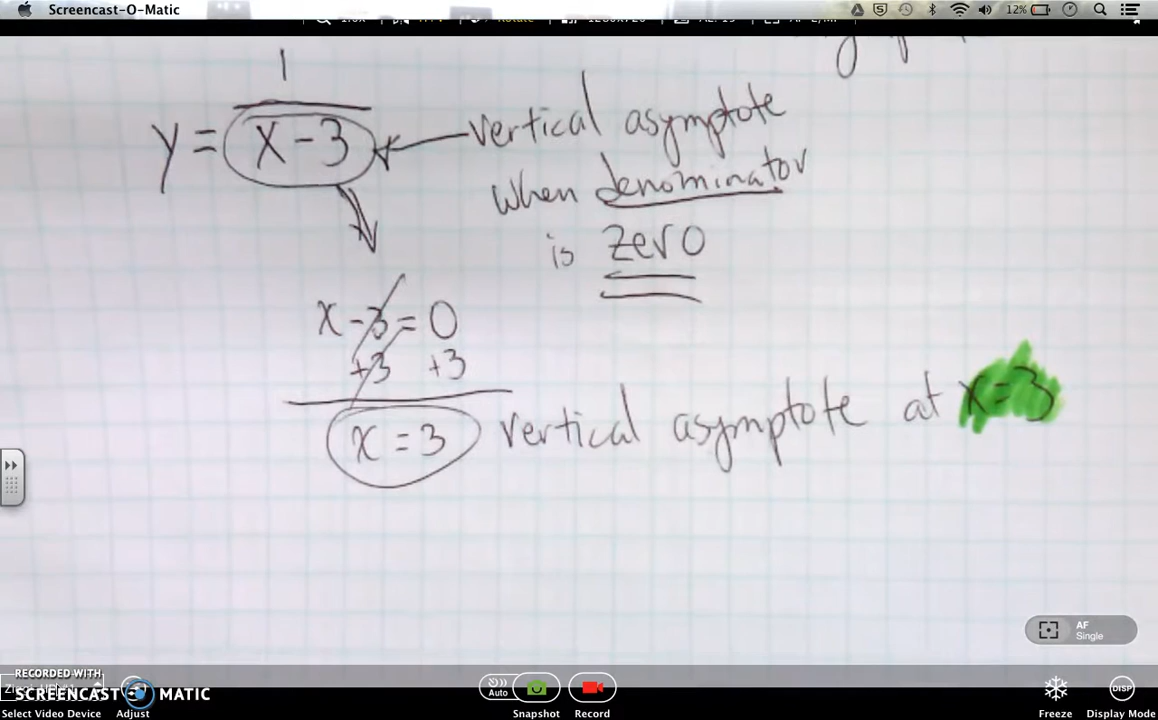 Screencast-O-Matic
12%
1
y = x - 3
vertical asymptote
when denominator
is zero
x - 3 = 0
+3 +3
x = 3 vertical asymptote at x = 3
AF
Single
RECORDED WITH
SCREENCAST MATIC
Auto
Select Video Device Adjust Snapshot Record Freeze Display Mode
DISP